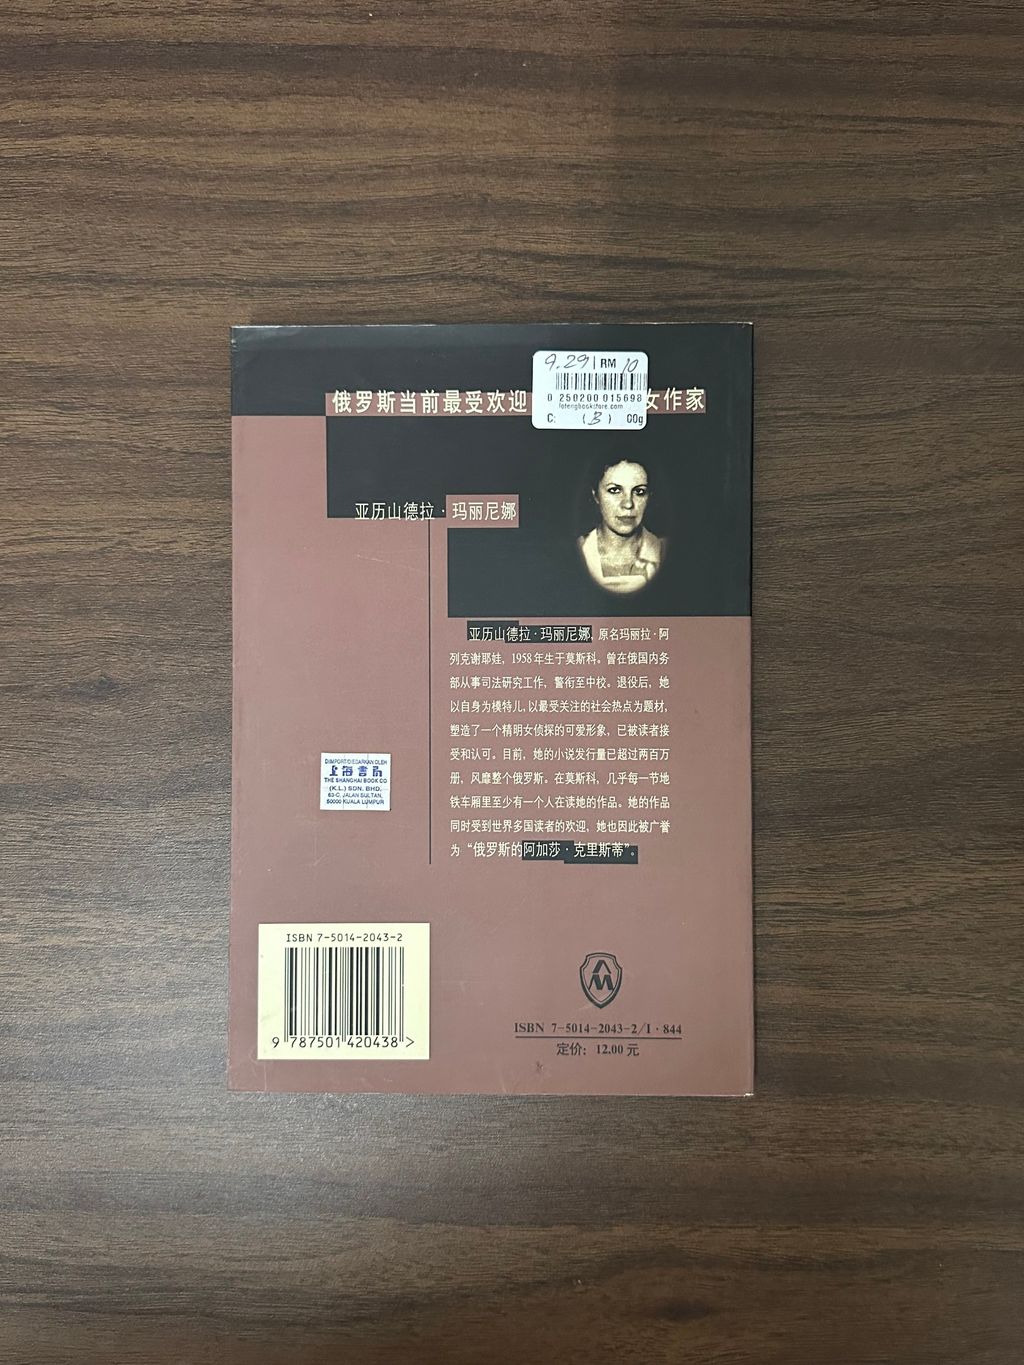 9.291 RM 10
0 250200 015698
fotengbookstore.com
C: (B) 00g
俄罗斯当前最受欢迎 女作家
亚历山德拉·玛丽尼娜
亚历山德拉·玛丽尼娜, 原名玛丽拉·阿
列克谢耶娃, 1958年生于莫斯科。曾在俄国内务
部从事司法研究工作, 警衔至中校。退役后, 她
以自身为模特儿, 以最受关注的社会热点为题材,
塑造了一个精明女侦探的可爱形象, 已被读者接
受和认可。目前, 她的小说发行量已超过两百万
册, 风靡整个俄罗斯。在莫斯科, 几乎每一节地
铁车厢里至少有一个人在读她的作品。她的作品
同时受到世界多国读者的欢迎, 她也因此被广誉
为“俄罗斯的阿加莎·克里斯蒂”。
DIIMPORT/DIEDARKAN OLEH
上海書局
THE SHANGHAI BOOK CO
(K.L.) SDN. BHD.
63-C, JALAN SULTAN,
50000 KUALA LUMPUR
ISBN 7-5014-2043-2
9 787501 420438 >
ISBN 7-5014-2043-2/I·844
定价: 12.00 元